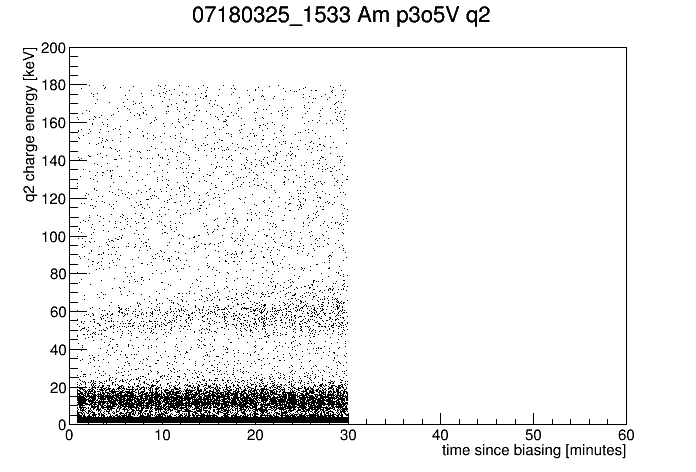 07180325_1533 Am p3o5V q2
q2 charge energy [keV]
200
180
160
140
120
100
80
60
40
20
0
0 10 20 30 40 50 60
time since biasing [minutes]